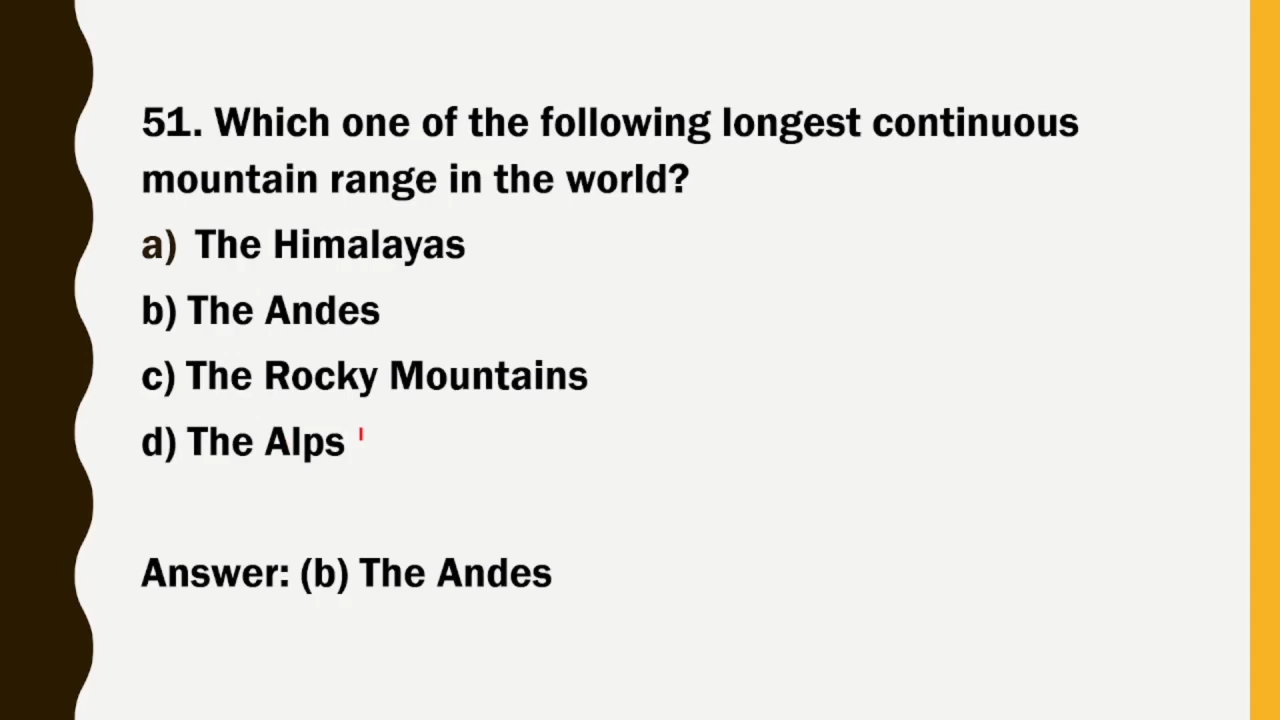 51. Which one of the following longest continuous
mountain range in the world?
a) The Himalayas
b) The Andes
c) The Rocky Mountains
d) The Alps
Answer: (b) The Andes